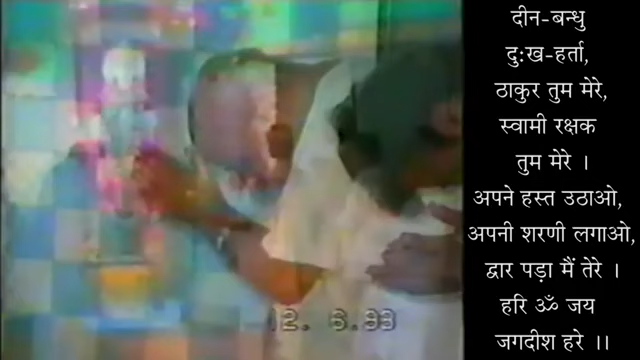 दीन-बन्धु
दुःख-हर्ता,
ठाकुर तुम मेरे,
स्वामी रक्षक
तुम मेरे ।
अपने हस्त उठाओ,
अपनी शरणी लगाओ,
द्वार पड़ा मैं तेरे ।
हरि ॐ जय
जगदीश हरे ।।
12. 6.93